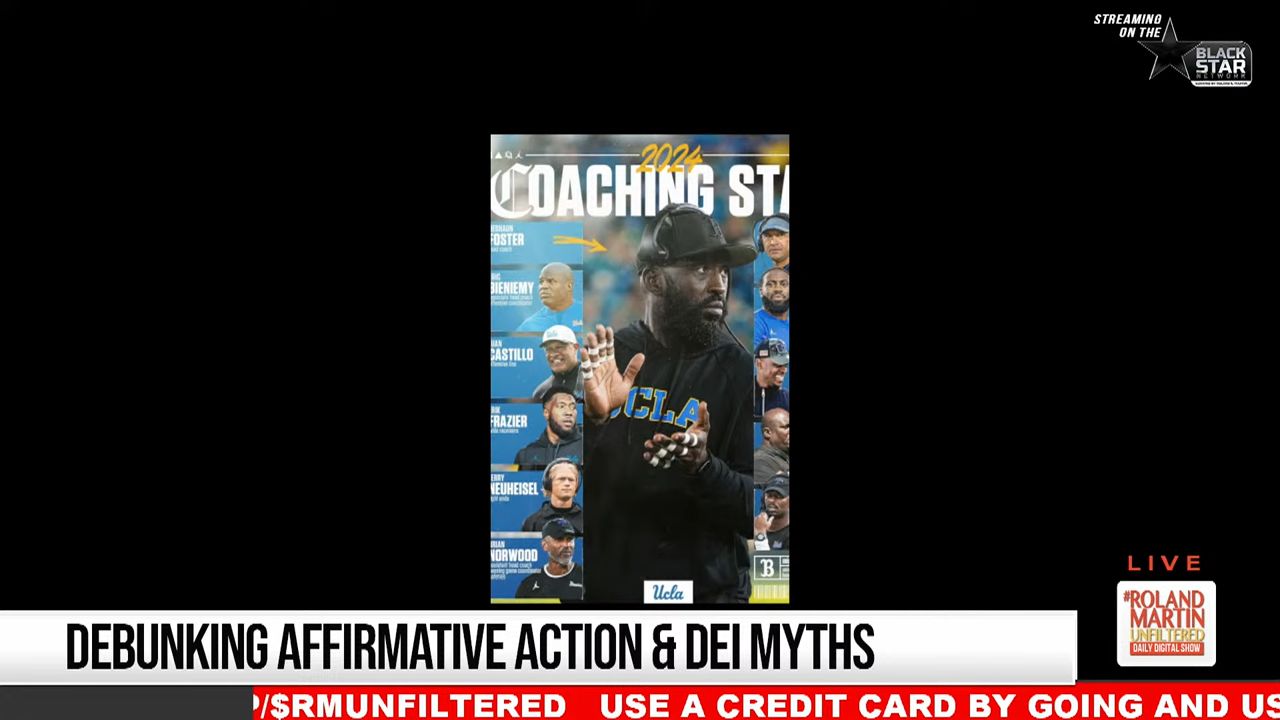 STREAMING
ON THE
BLACK
STAR
NETWORK
2024
COACHING STA
FOSTER
BIENIEMY
CASTILLO
FRAZIER
NEUHEISEL
NORWOOD
UCLA
B
Ucla
LIVE
#ROLAND
MARTIN
UNFILTERED
DAILY DIGITAL SHOW
DEBUNKING AFFIRMATIVE ACTION & DEI MYTHS
P/$RMUNFILTERED USE A CREDIT CARD BY GOING AND US